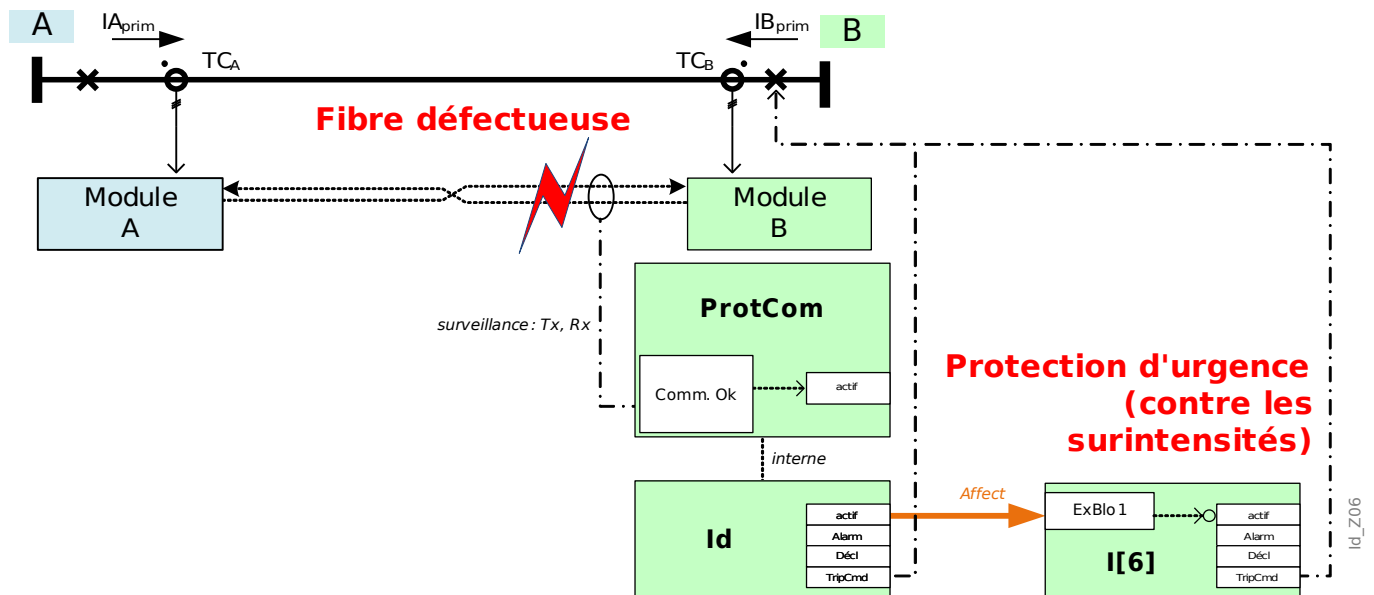 A
IAprim
IBprim
B
TCA
TCB
Fibre défectueuse
Module
A
Module
B
ProtCom
surveillance: Tx, Rx
Comm. Ok
actif
Protection d'urgence
(contre les
surintensités)
interne
Affect
Id
actif
Alarm
Décl
TripCmd
ExBlo1
I[6]
actif
Alarm
Décl
TripCmd
Id_Z06